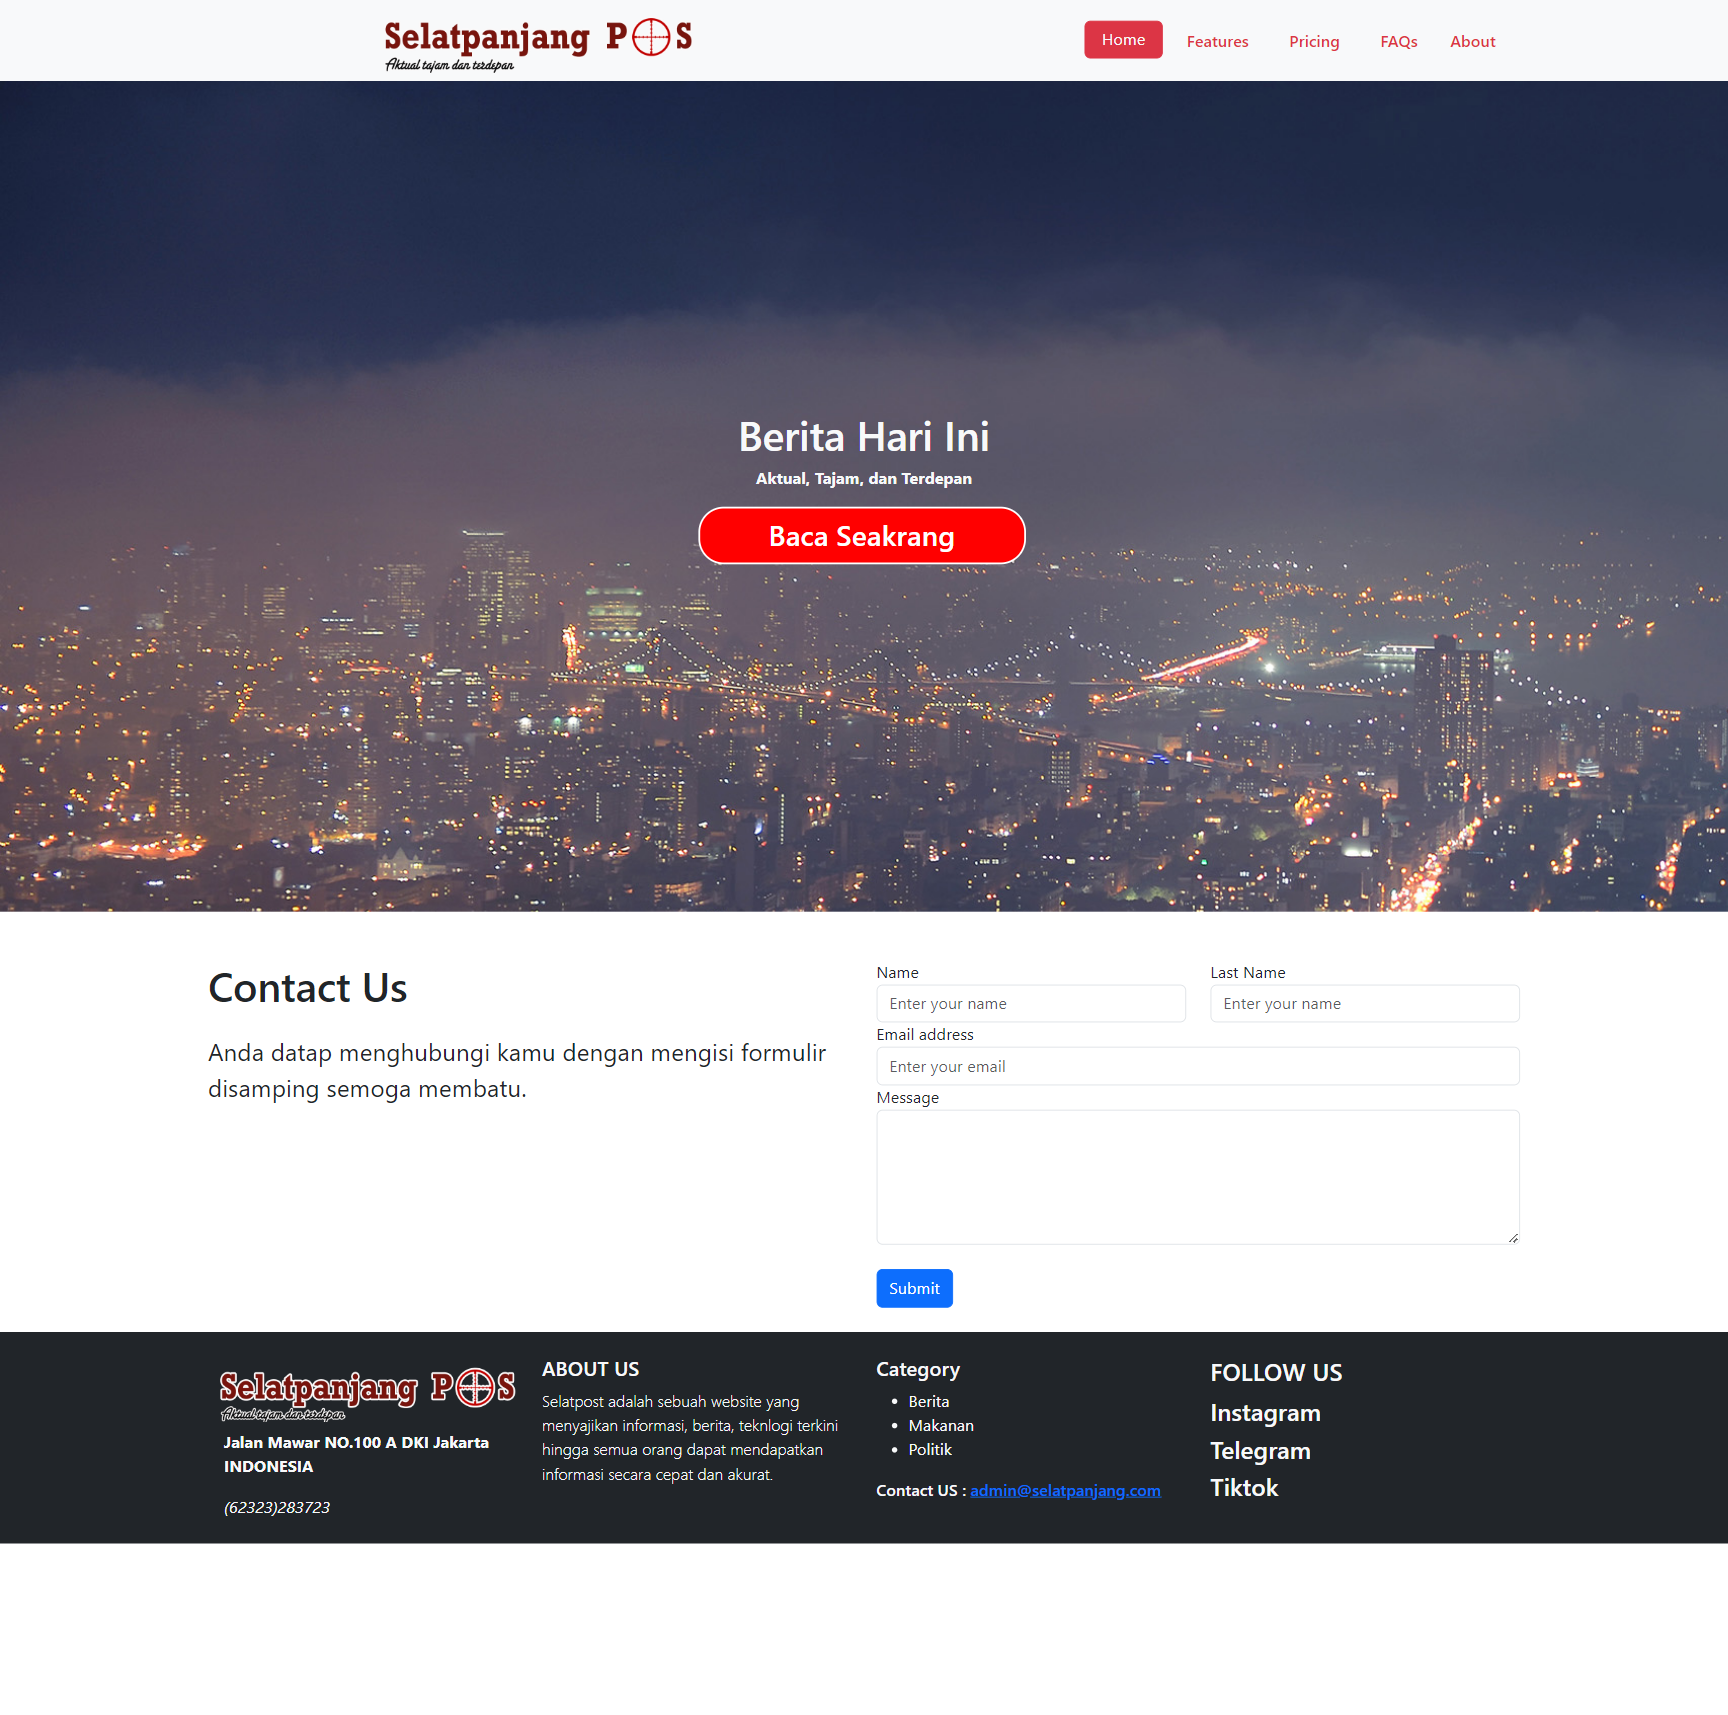 Selatpanjang POS
Aktual tajam dan terdepan
Home Features Pricing FAQs About
Berita Hari Ini
Aktual, Tajam, dan Terdepan
Baca Seakrang
Contact Us
Anda datap menghubungi kamu dengan mengisi formulir
disamping semoga membatu.
Name Last Name
Enter your name Enter your name
Email address
Enter your email
Message
Submit
Selatpanjang POS
Aktual tajam dan terdepan
Jalan Mawar NO.100 A DKI Jakarta
INDONESIA
(62323)283723
ABOUT US
Selatpost adalah sebuah website yang
menyajikan informasi, berita, teknlogi terkini
hingga semua orang dapat mendapatkan
informasi secara cepat dan akurat.
Category
Berita
Makanan
Politik
Contact US : admin@selatpanjang.com
FOLLOW US
Instagram
Telegram
Tiktok